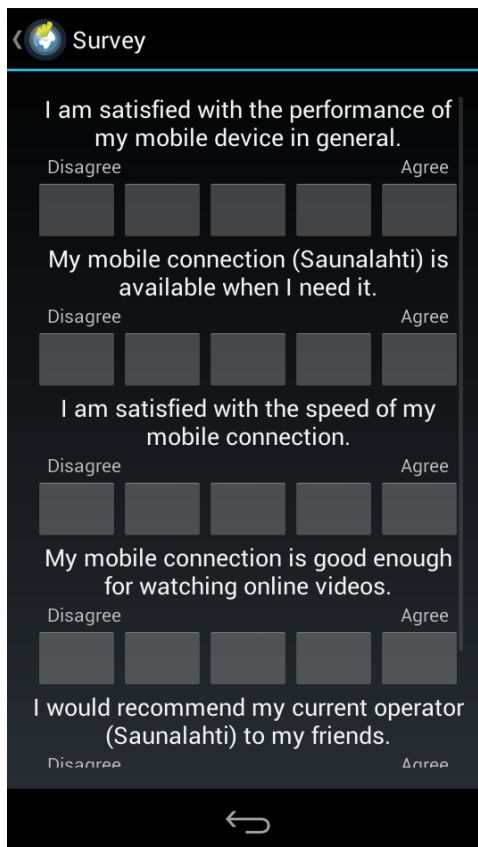 Survey
I am satisfied with the performance of
my mobile device in general.
Disagree Agree
My mobile connection (Saunalahti) is
available when I need it.
Disagree Agree
I am satisfied with the speed of my
mobile connection.
Disagree Agree
My mobile connection is good enough
for watching online videos.
Disagree Agree
I would recommend my current operator
(Saunalahti) to my friends.
Disagree Agree